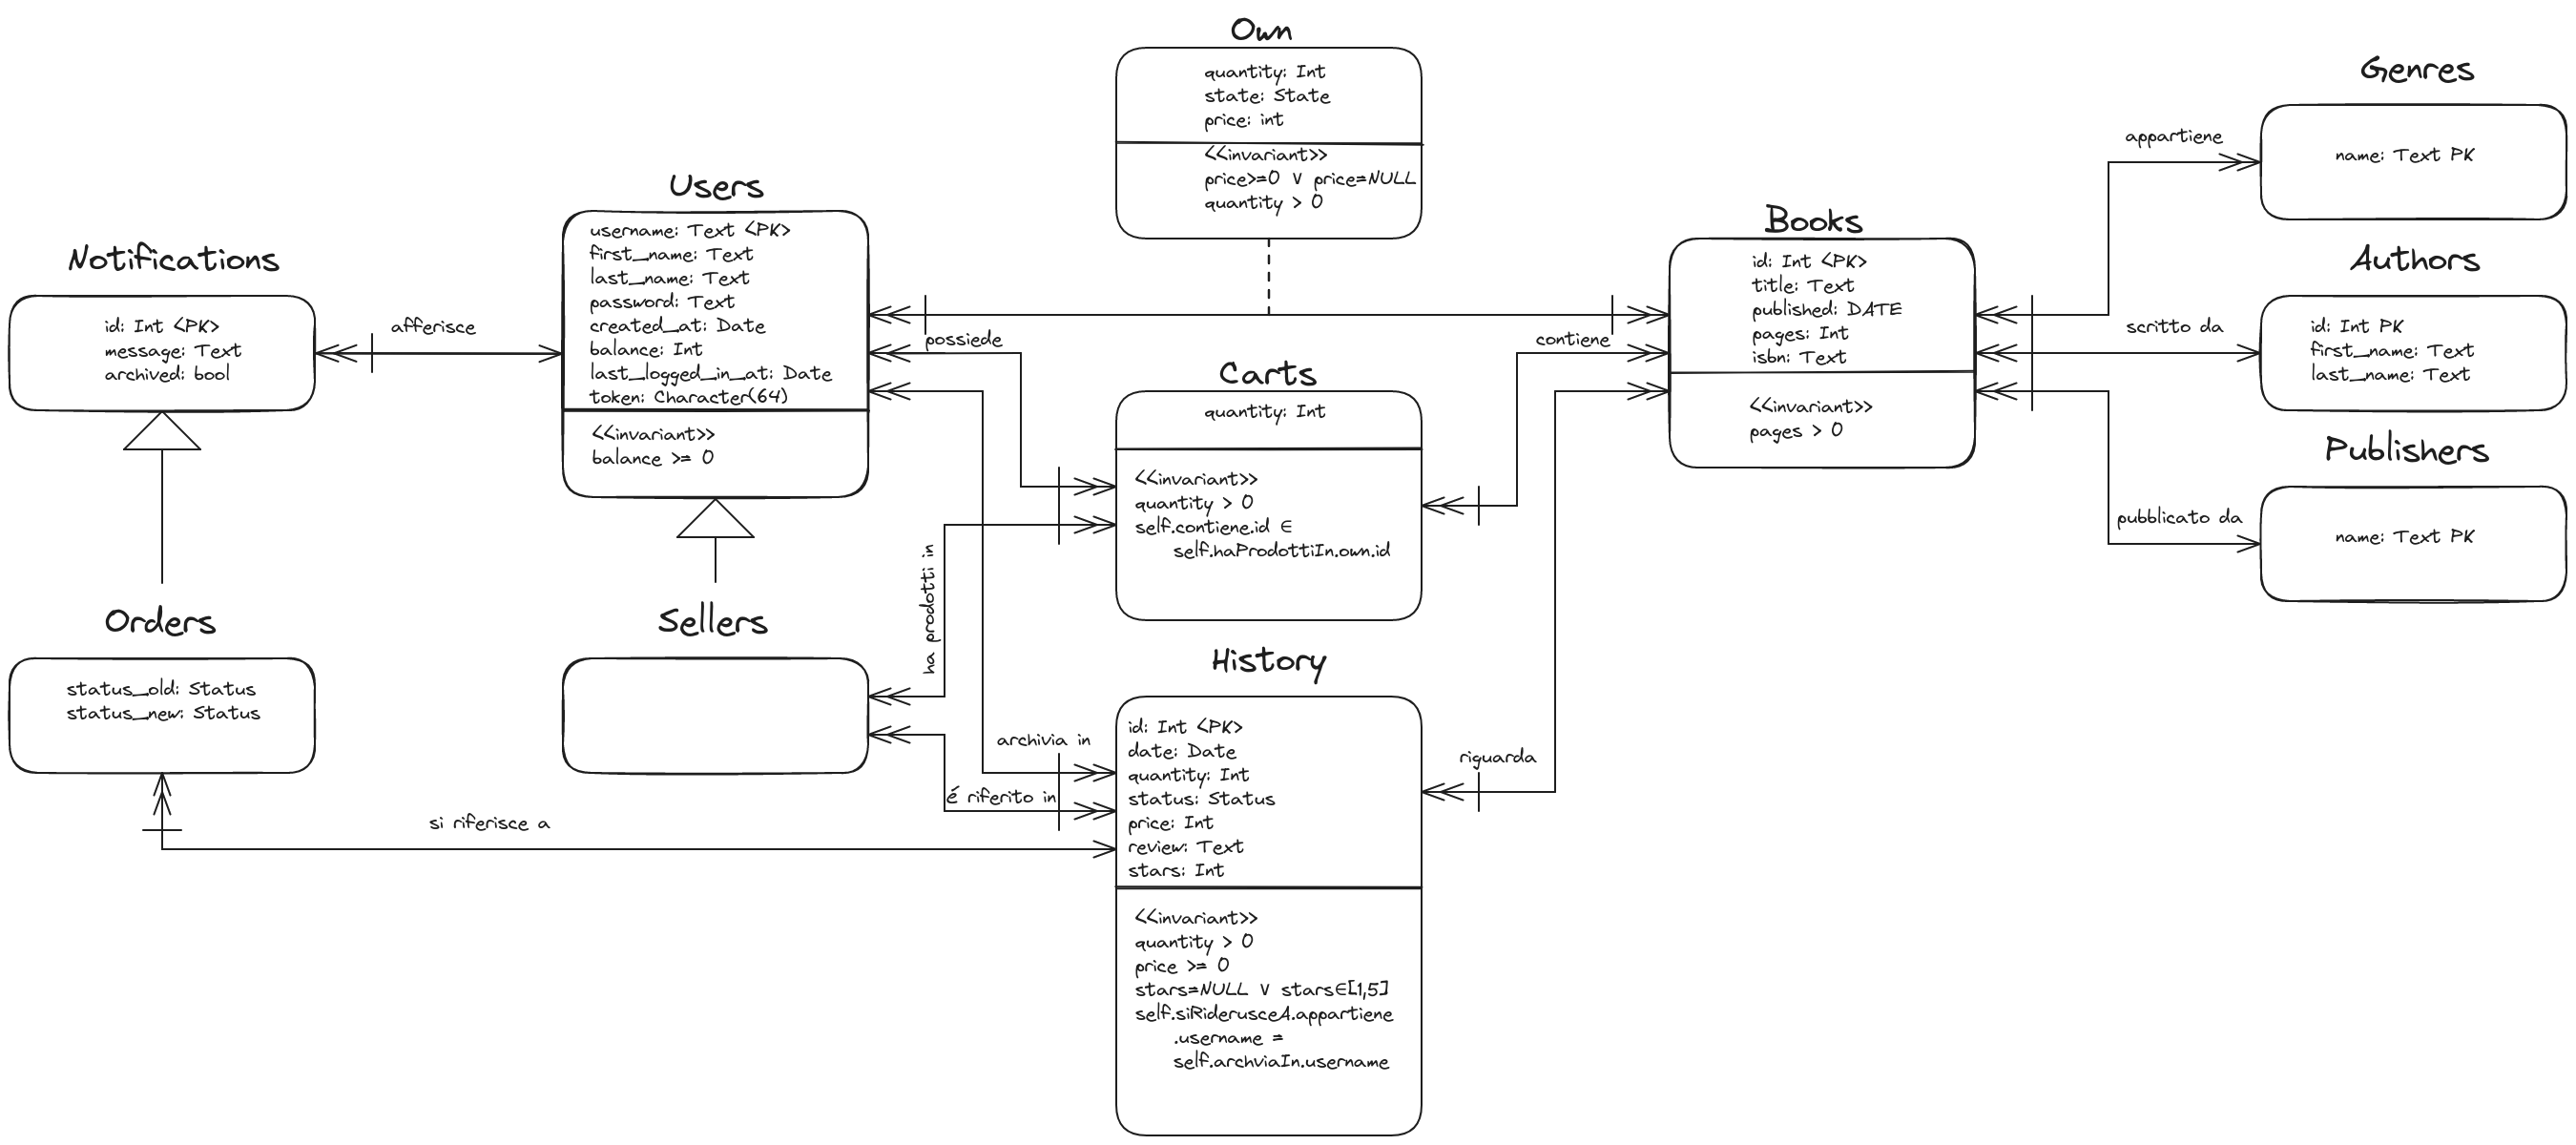 Own
quantity: Int
state: State
price: int
<<invariant>>
price>=0 V price=NULL
quantity > 0
Genres
name: Text PK
appartiene
Users
username: Text <PK>
first_name: Text
last_name: Text
password: Text
created_at: Date
balance: Int
last_logged_in_at: Date
token: Character(64)
<<invariant>>
balance >= 0
Books
id: Int <PK>
title: Text
published: DATE
pages: Int
isbn: Text
<<invariant>>
pages > 0
Notifications
id: Int <PK>
message: Text
archived: bool
afferisce
Authors
id: Int PK
first_name: Text
last_name: Text
scritto da
possiede
contiene
Carts
quantity: Int
<<invariant>>
quantity > 0
self.contiene.id ∈
self.haProdottiIn.own.id
Publishers
name: Text PK
pubblicato da
ha prodotti in
Orders
status_old: Status
status_new: Status
Sellers
History
id: Int <PK>
date: Date
quantity: Int
status: Status
price: Int
review: Text
stars: Int
<<invariant>>
quantity > 0
price >= 0
stars=NULL V stars∈[1,5]
self.siRiderusceA.appartiene
.username =
self.archviaIn.username
archivia in
é riferito in
riguarda
si riferisce a